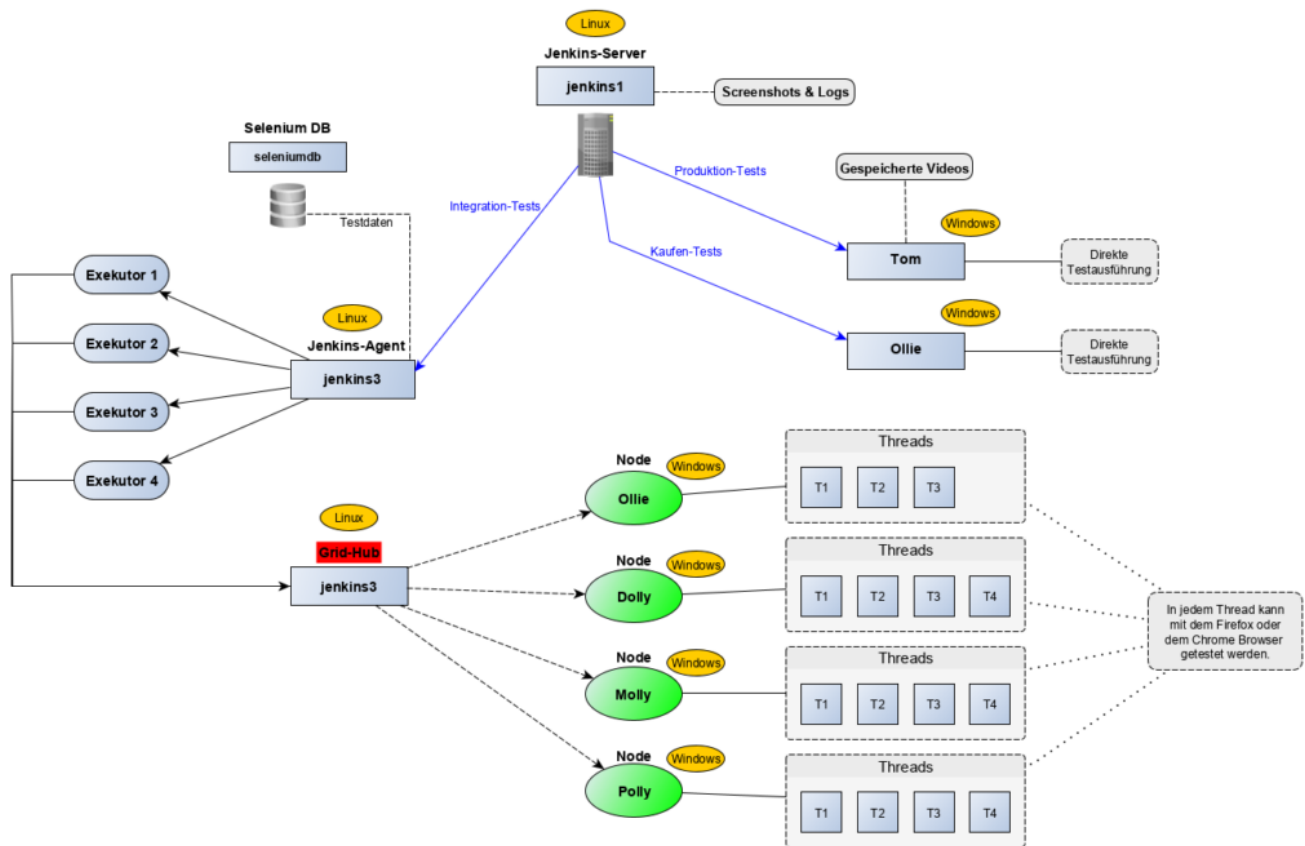 Linux
Jenkins-Server
jenkins1
Screenshots & Logs
Selenium DB
seleniumdb
Testdaten
Integration-Tests
Produktion-Tests
Kaufen-Tests
Gespeicherte Videos
Windows
Tom
Direkte
Testausführung
Windows
Ollie
Direkte
Testausführung
Exekutor 1
Exekutor 2
Exekutor 3
Exekutor 4
Linux
Jenkins-Agent
jenkins3
Linux
Grid-Hub
jenkins3
Node
Windows
Ollie
Threads
T1 T2 T3
Node
Windows
Dolly
Threads
T1 T2 T3 T4
Node
Windows
Molly
Threads
T1 T2 T3 T4
Node
Windows
Polly
Threads
T1 T2 T3 T4
In jedem Thread kann
mit dem Firefox oder
dem Chrome Browser
getestet werden.